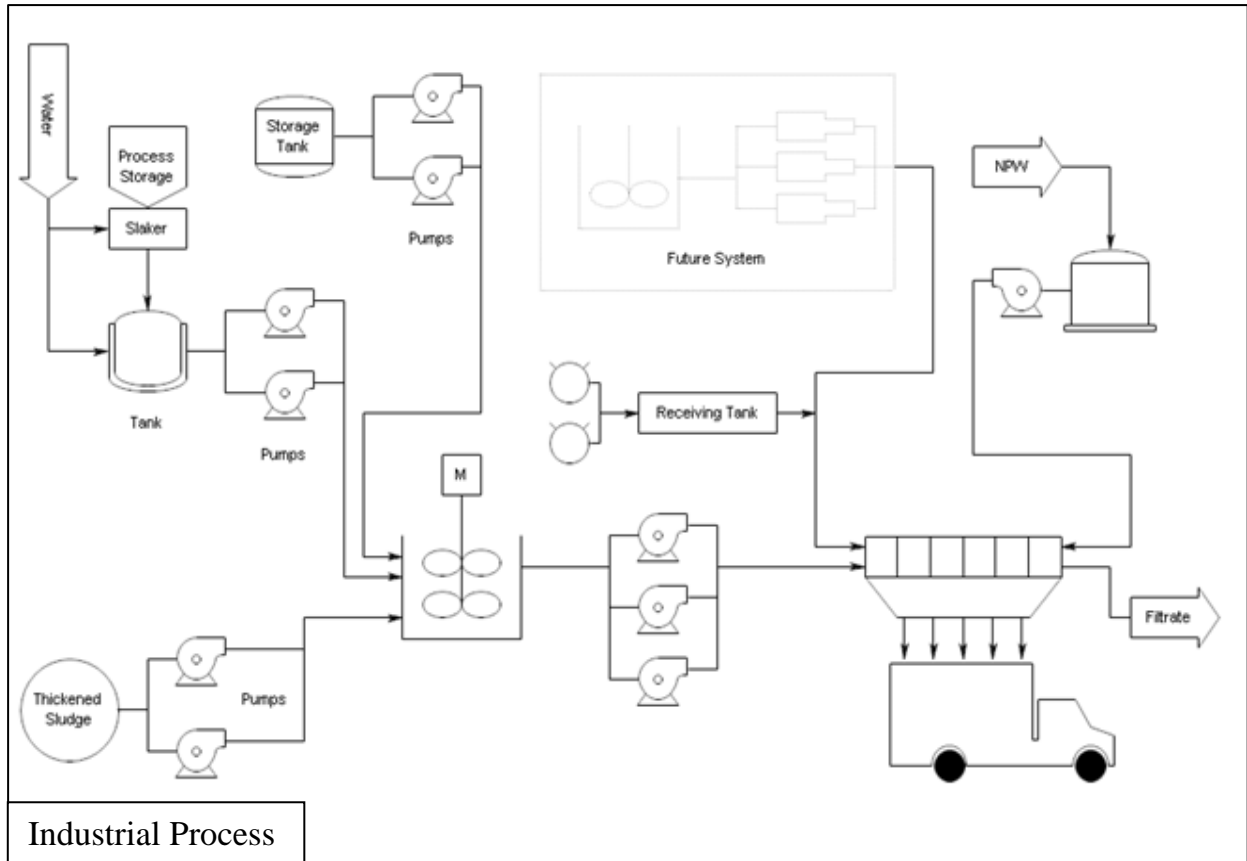 Water
Process
Storage
Slaker
Tank
Pumps
Storage
Tank
Pumps
Future System
NPW
Receiving Tank
M
Thickened
Sludge
Pumps
Filtrate
Industrial Process